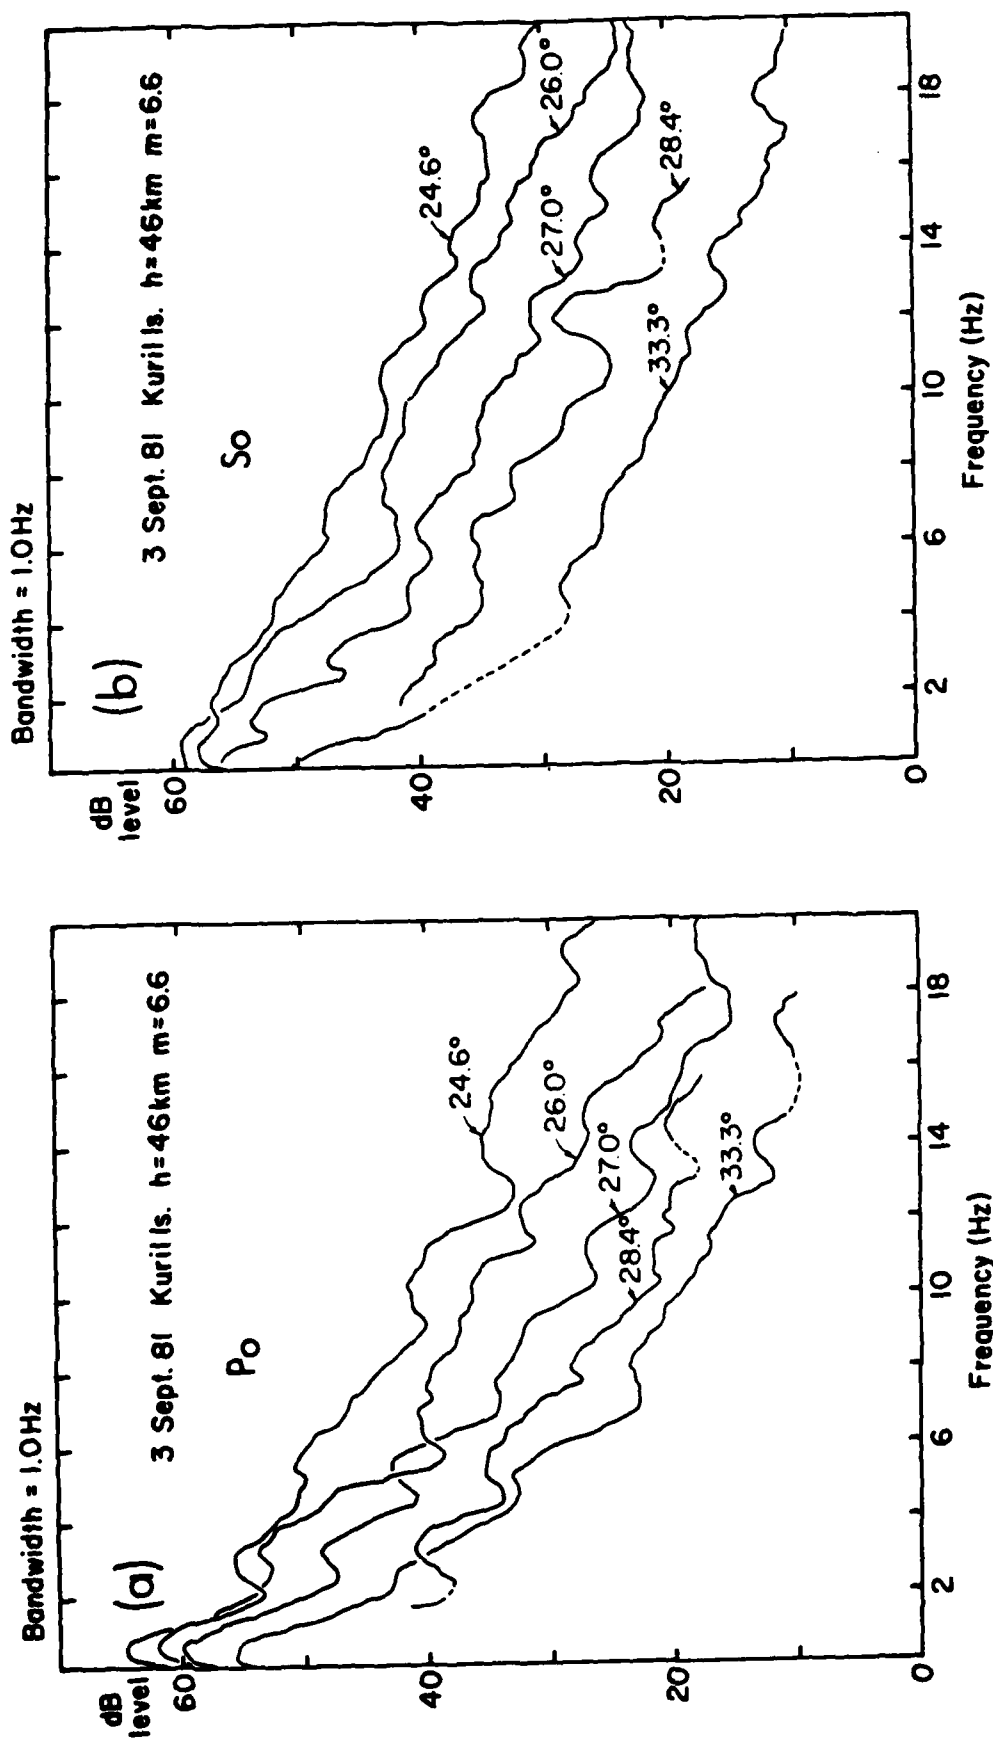 Bandwidth = 1.0Hz
(a)
3 Sept. 81 Kuril Is. h=46km m=6.6
Po
dB
level
60
40
20
0
24.6°
26.0°
27.0°
28.4°
33.3°
2
6
10
14
18
Frequency (Hz)
Bandwidth = 1.0Hz
(b)
3 Sept. 81 Kuril Is. h=46km m=6.6
So
dB
level
60
40
20
0
24.6°
26.0°
27.0°
28.4°
33.3°
2
6
10
14
18
Frequency (Hz)